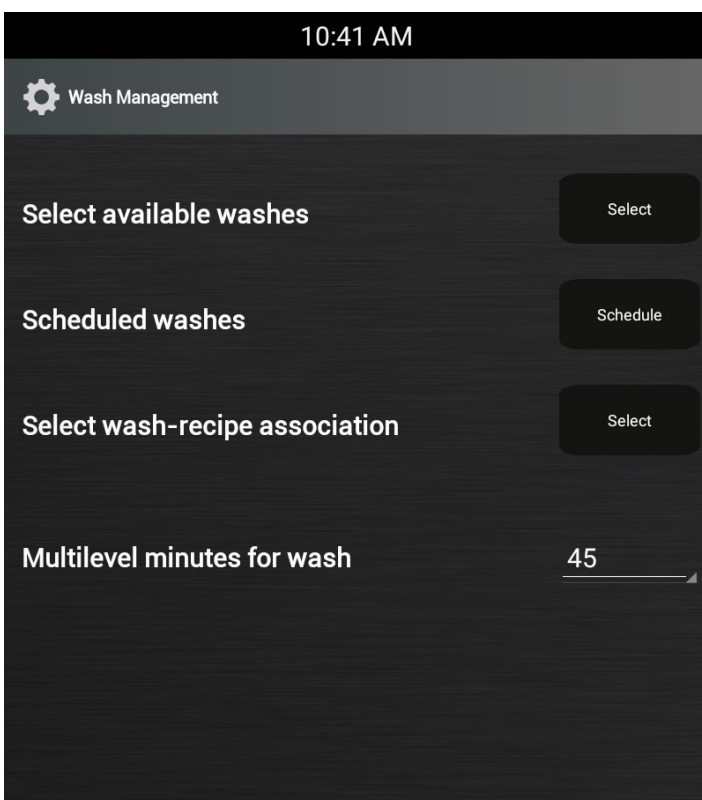 10:41 AM
Wash Management
Select available washes
Select
Scheduled washes
Schedule
Select wash-recipe association
Select
Multilevel minutes for wash
45